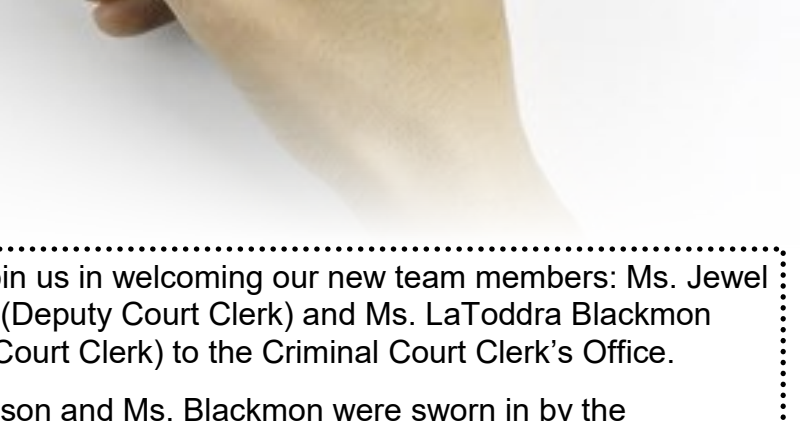 in us in welcoming our new team members: Ms. Jewel
(Deputy Court Clerk) and Ms. LaToddra Blackmon
Court Clerk) to the Criminal Court Clerk’s Office.
son and Ms. Blackmon were sworn in by the